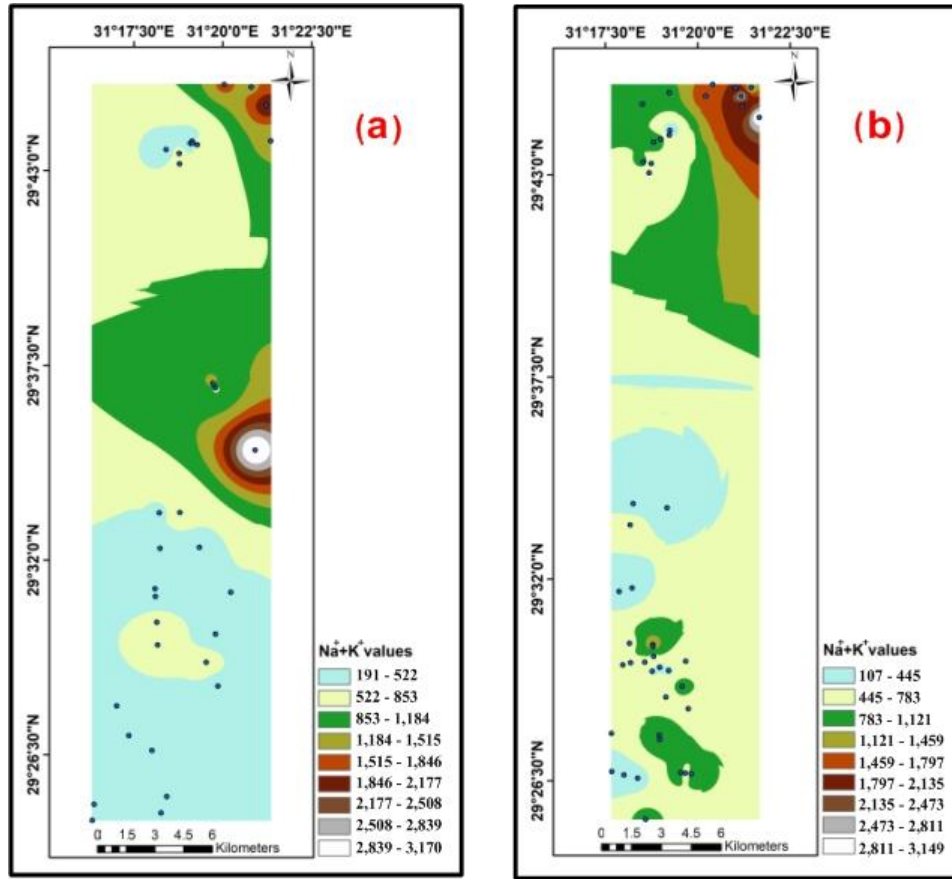 31°17'30"E 31°20'0"E 31°22'30"E
N
(a)
29°43'0"N
29°37'30"N
29°32'0"N
29°26'30"N
Na⁺+K⁺values
191 - 522
522 - 853
853 - 1,184
1,184 - 1,515
1,515 - 1,846
1,846 - 2,177
2,177 - 2,508
2,508 - 2,839
2,839 - 3,170
0 1.5 3 4.5 6
Kilometers
31°17'30"E 31°20'0"E 31°22'30"E
N
(b)
29°43'0"N
29°37'30"N
29°32'0"N
29°26'30"N
Na⁺+K⁺values
107 - 445
445 - 783
783 - 1,121
1,121 - 1,459
1,459 - 1,797
1,797 - 2,135
2,135 - 2,473
2,473 - 2,811
2,811 - 3,149
0 1.5 3 4.5 6
Kilometers